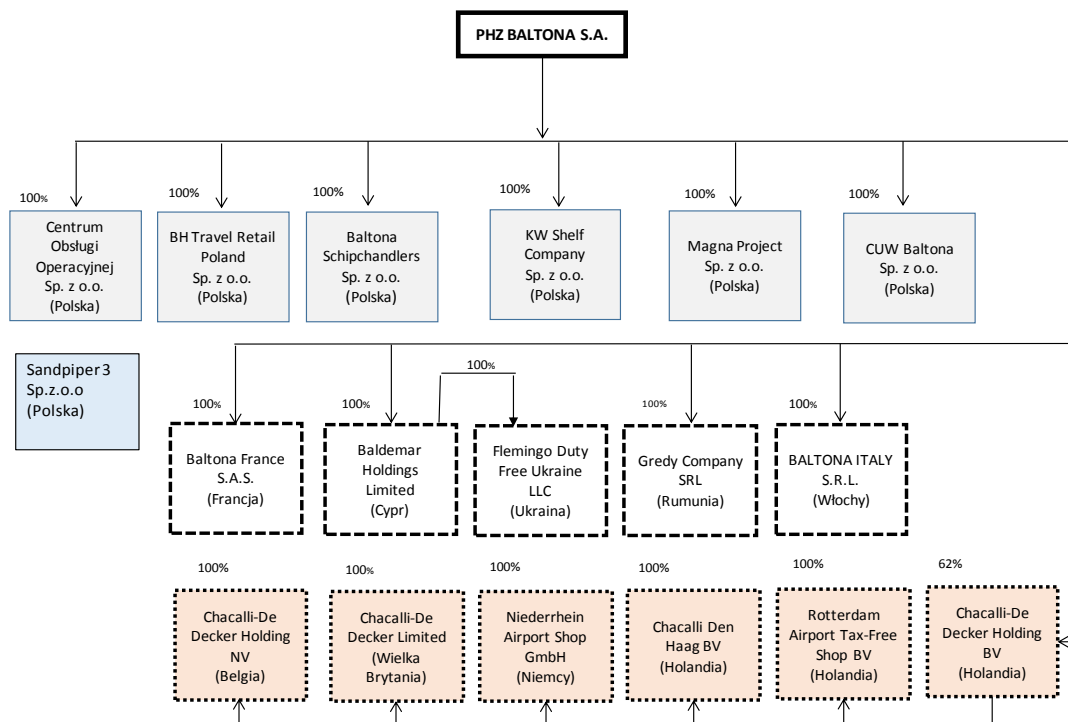 PHZ BALTONA S.A.
100%
100%
100%
100%
100%
100%
Centrum
Obsługi
Operacyjnej
Sp. z o.o.
(Polska)
BH Travel Retail
Poland
Sp. z o.o.
(Polska)
Baltona
Schipchandlers
Sp. z o.o.
(Polska)
KW Shelf
Company
Sp. z o.o.
(Polska)
Magna Project
Sp. z o.o.
(Polska)
CUW Baltona
Sp. z o.o.
(Polska)
Sandpiper 3
Sp.z.o.o
(Polska)
100%
100%
100%
100%
100%
Baltona France
S.A.S.
(Francja)
Baldemar
Holdings
Limited
(Cypr)
Flemingo Duty
Free Ukraine
LLC
(Ukraina)
Gredy Company
SRL
(Rumunia)
BALTONA ITALY
S.R.L.
(Włochy)
100%
100%
100%
100%
100%
62%
Chacalli-De
Decker Holding
NV
(Belgia)
Chacalli-De
Decker Limited
(Wielka
Brytania)
Niederrhein
Airport Shop
GmbH
(Niemcy)
Chacalli Den
Haag BV
(Holandia)
Rotterdam
Airport Tax-Free
Shop BV
(Holandia)
Chacalli-De
Decker Holding
BV
(Holandia)